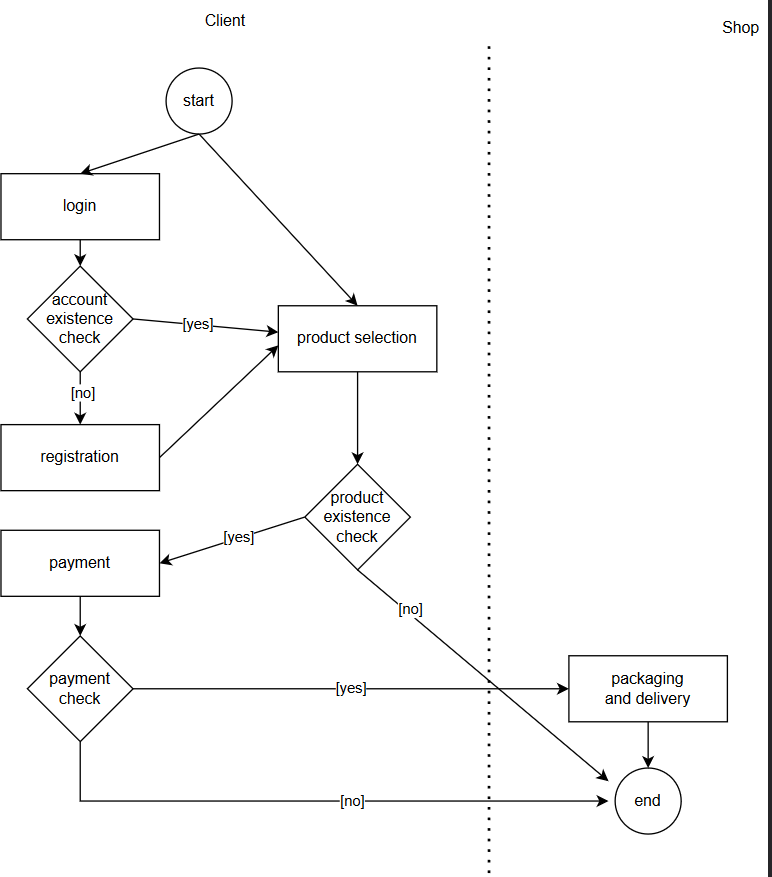 Client
Shop
start
login
account
existence
check
[yes]
product selection
[no]
registration
product
existence
check
[yes]
payment
[no]
payment
check
[yes]
packaging
and delivery
[no]
end